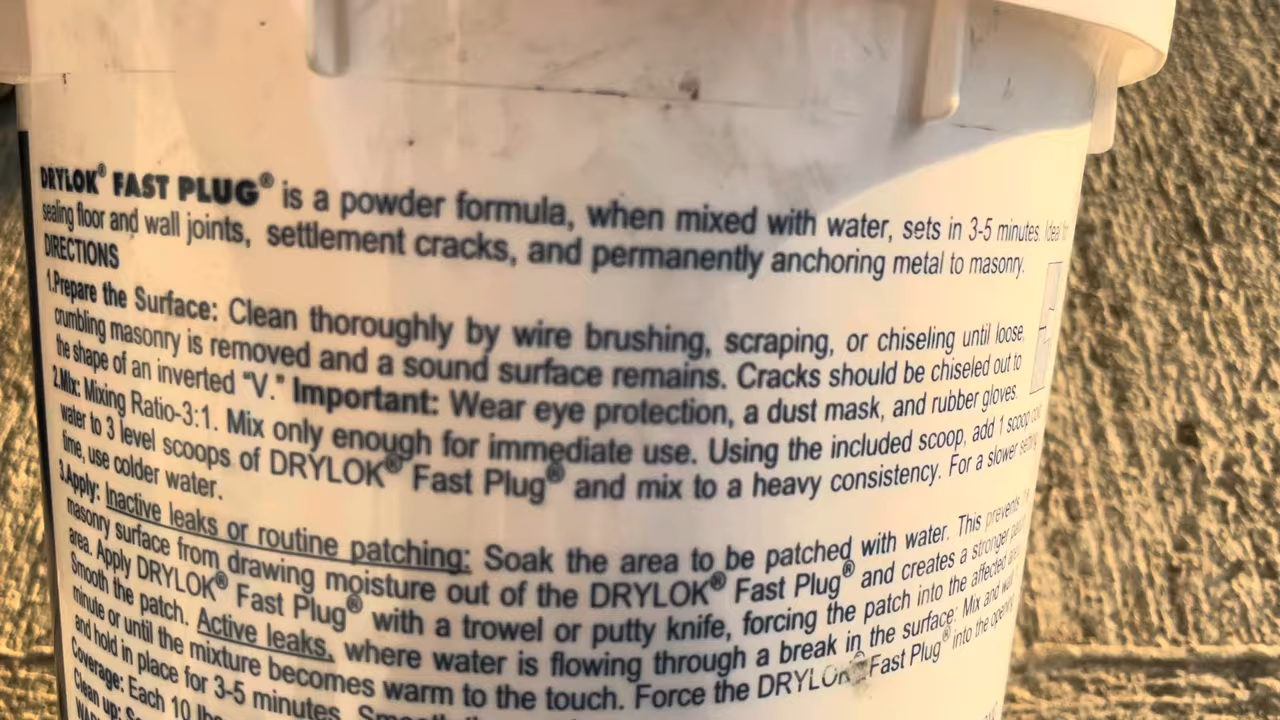 DRYLOK® FAST PLUG® is a powder formula, when mixed with water, sets in 3-5 minutes. Ideal
sealing floor and wall joints, settlement cracks, and permanently anchoring metal to masonry.
DIRECTIONS
1.Prepare the Surface: Clean thoroughly by wire brushing, scraping, or chiseling until loose,
crumbling masonry is removed and a sound surface remains. Cracks should be chiseled out to
the shape of an inverted "V." Important: Wear eye protection, a dust mask, and rubber gloves.
2.Mix: Mixing Ratio-3:1. Mix only enough for immediate use. Using the included scoop, add 1 scoop
water to 3 level scoops of DRYLOK® Fast Plug® and mix to a heavy consistency. For a slower
time, use colder water.
3.Apply: Inactive leaks or routine patching: Soak the area to be patched with water. This prevents
masonry surface from drawing moisture out of the DRYLOK® Fast Plug® and creates a stronger
area. Apply DRYLOK® Fast Plug® with a trowel or putty knife, forcing the patch into the affected
Smooth the patch. Active leaks, where water is flowing through a break in the surface: Mix and
minute or until the mixture becomes warm to the touch. Force the DRYLOK® Fast Plug® into the
and hold in place for 3-5 minutes.
Coverage: Each 10
Clean up: